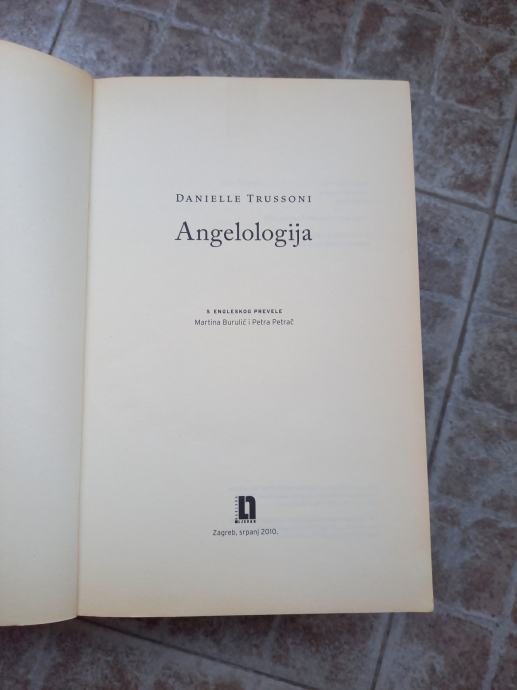 DANIELLE TRUSSONI
Angelologija
S ENGLESKOG PREVELE
Martina Burulić i Petra Petrač
Zagreb, srpanj 2010.